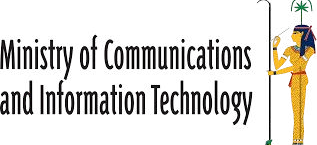 Ministry of Communications
and Information Technology